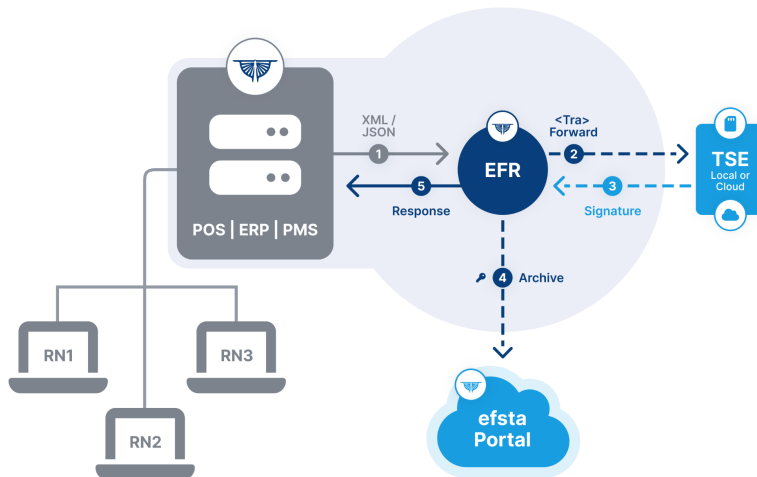 XML /
JSON
1
<Tra>
Forward
2
EFR
TSE
Local or
Cloud
5
Response
3
Signature
POS | ERP | PMS
4
Archive
RN1
RN3
RN2
efsta
Portal